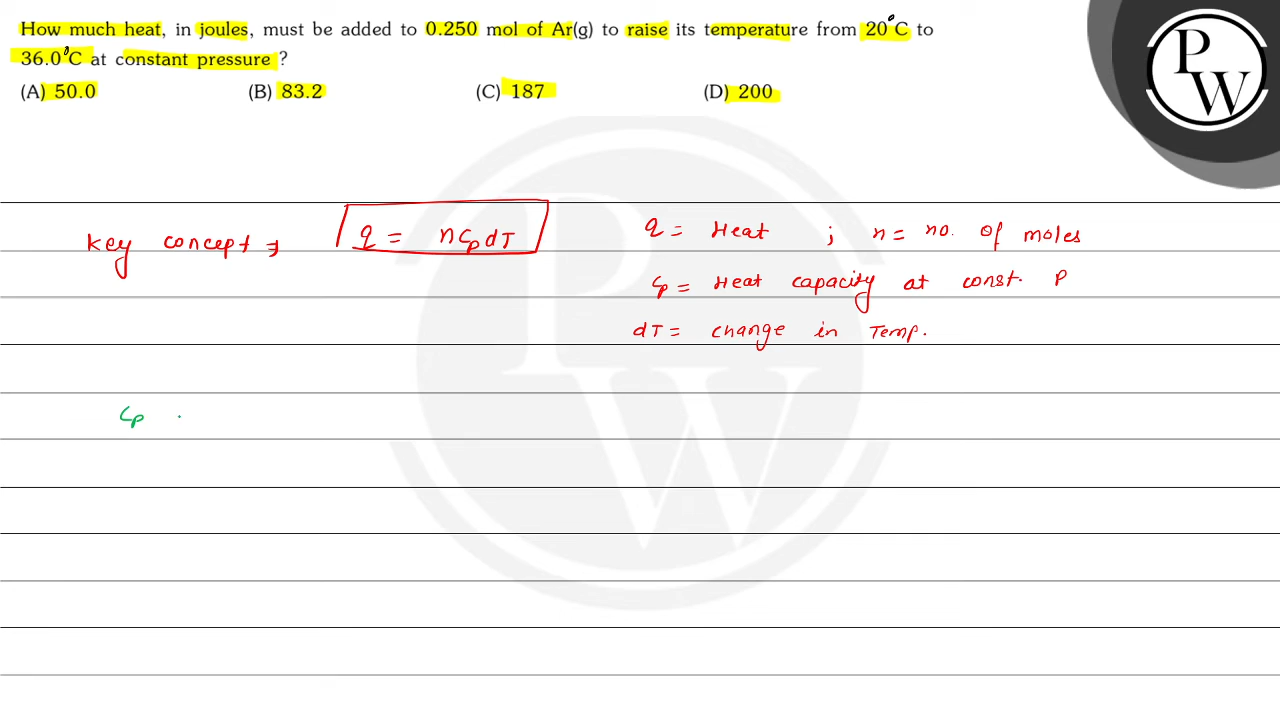 How much heat, in joules, must be added to 0.250 mol of Ar(g) to raise its temperature from 20°C to
36.0°C at constant pressure ?
(A) 50.0 (B) 83.2 (C) 187 (D) 200
PW
Key concept ⇒ q = nCpdT
q = Heat ; n = no. of moles
Cp = Heat capacity at const. P
dT = change in Temp.
Cp
PW